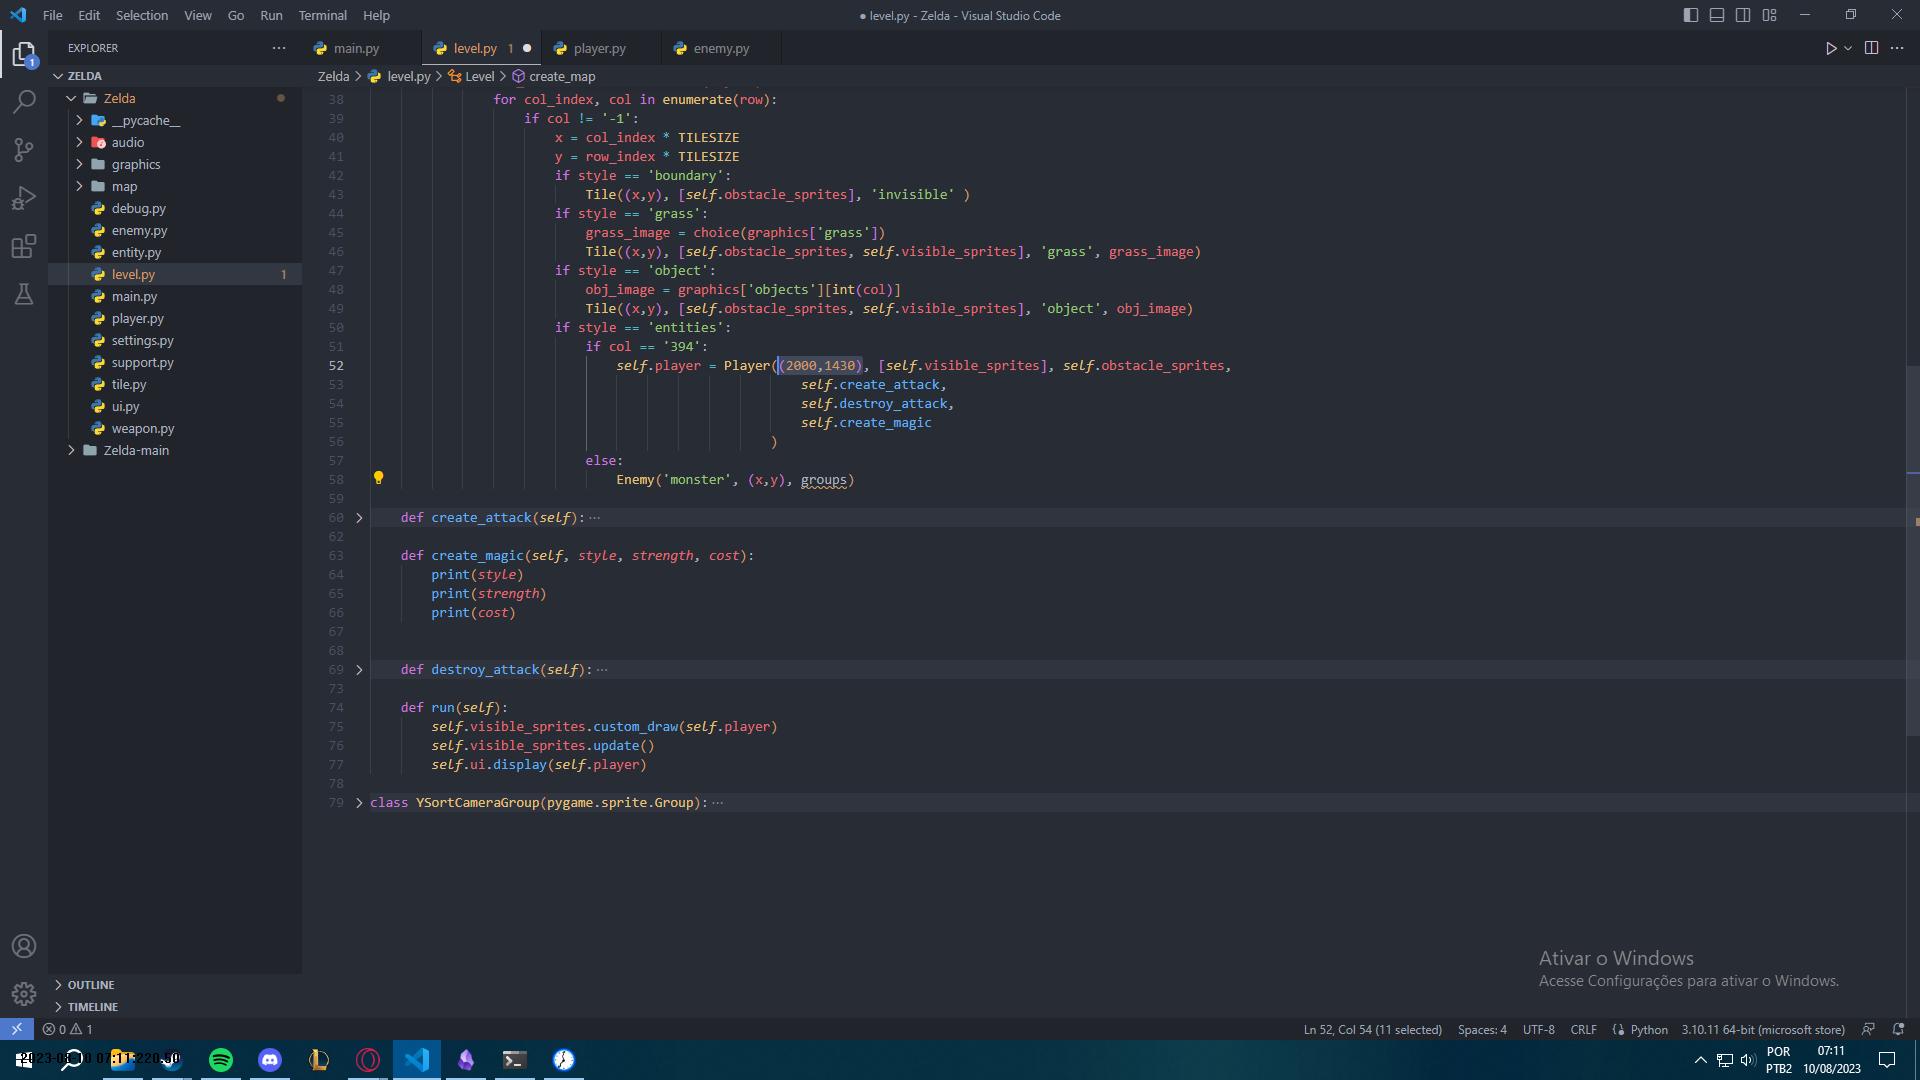 File Edit Selection View Go Run Terminal Help
● level.py - Zelda - Visual Studio Code
EXPLORER
main.py
level.py 1
player.py
enemy.py
ZELDA
Zelda > level.py > Level > create_map
Zelda
__pycache__
audio
graphics
map
debug.py
enemy.py
entity.py
level.py 1
main.py
player.py
settings.py
support.py
tile.py
ui.py
weapon.py
Zelda-main
OUTLINE
TIMELINE
1
38 for col_index, col in enumerate(row):
39 if col != '-1':
40 x = col_index * TILESIZE
41 y = row_index * TILESIZE
42 if style == 'boundary':
43 Tile((x,y), [self.obstacle_sprites], 'invisible' )
44 if style == 'grass':
45 grass_image = choice(graphics['grass'])
46 Tile((x,y), [self.obstacle_sprites, self.visible_sprites], 'grass', grass_image)
47 if style == 'object':
48 obj_image = graphics['objects'][int(col)]
49 Tile((x,y), [self.obstacle_sprites, self.visible_sprites], 'object', obj_image)
50 if style == 'entities':
51 if col == '394':
52 self.player = Player((2000,1430), [self.visible_sprites], self.obstacle_sprites,
53 self.create_attack,
54 self.destroy_attack,
55 self.create_magic
56 )
57 else:
58 Enemy('monster', (x,y), groups)
59
60 def create_attack(self): ···
62
63 def create_magic(self, style, strength, cost):
64 print(style)
65 print(strength)
66 print(cost)
67
68
69 def destroy_attack(self): ···
73
74 def run(self):
75 self.visible_sprites.custom_draw(self.player)
76 self.visible_sprites.update()
77 self.ui.display(self.player)
78
79 class YSortCameraGroup(pygame.sprite.Group): ···
Ativar o Windows
Acesse Configurações para ativar o Windows.
0 1
Ln 52, Col 54 (11 selected) Spaces: 4 UTF-8 CRLF Python 3.10.11 64-bit (microsoft store)
POR
PTB2
07:11
10/08/2023